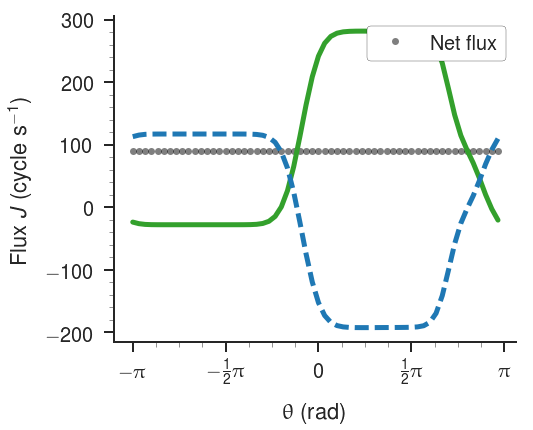 300
200
100
0
−100
−200
Flux J (cycle s⁻¹)
Net flux
−π
−½π
0
½π
π
θ (rad)